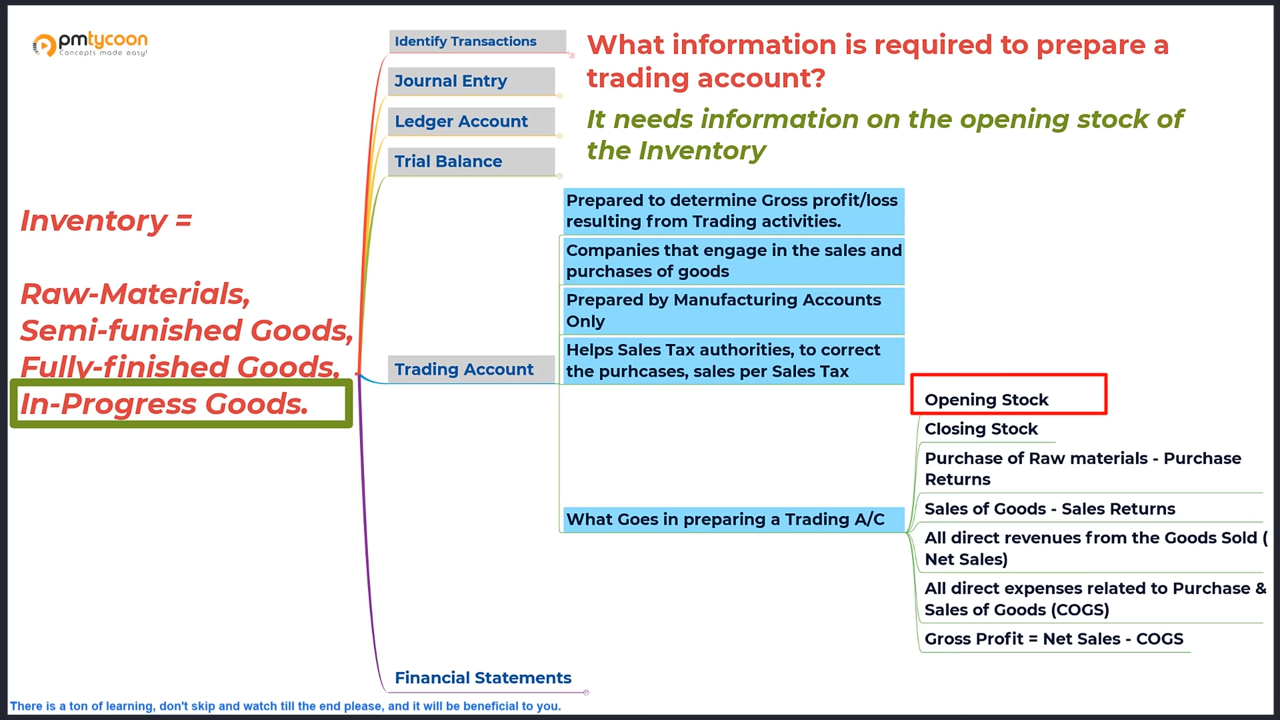 pmtycoon
Concepts made easy!
Identify Transactions
Journal Entry
Ledger Account
Trial Balance
What information is required to prepare a
trading account?
It needs information on the opening stock of
the Inventory
Inventory =
Raw-Materials,
Semi-funished Goods,
Fully-finished Goods,
In-Progress Goods.
Trading Account
Prepared to determine Gross profit/loss
resulting from Trading activities.
Companies that engage in the sales and
purchases of goods
Prepared by Manufacturing Accounts
Only
Helps Sales Tax authorities, to correct
the purhcases, sales per Sales Tax
What Goes in preparing a Trading A/C
Opening Stock
Closing Stock
Purchase of Raw materials - Purchase
Returns
Sales of Goods - Sales Returns
All direct revenues from the Goods Sold (
Net Sales)
All direct expenses related to Purchase &
Sales of Goods (COGS)
Gross Profit = Net Sales - COGS
Financial Statements
There is a ton of learning, don't skip and watch till the end please, and it will be beneficial to you.